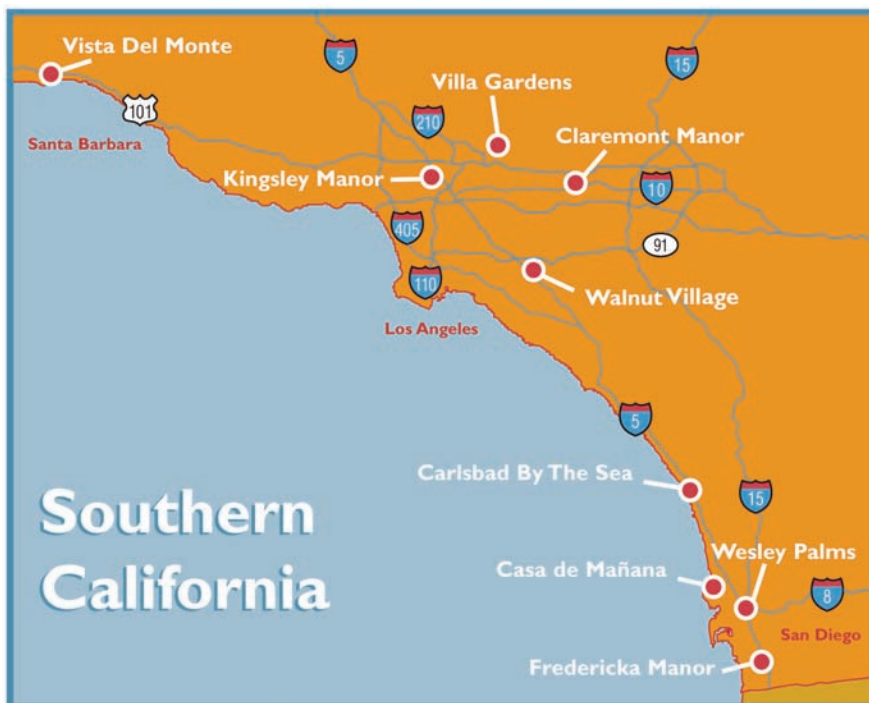 Vista Del Monte
5
15
Villa Gardens
101
210
Santa Barbara
Claremont Manor
Kingsley Manor
10
405
91
110
Walnut Village
Los Angeles
5
Carlsbad By The Sea
15
Southern
California
Wesley Palms
Casa de Mañana
8
San Diego
Fredericka Manor